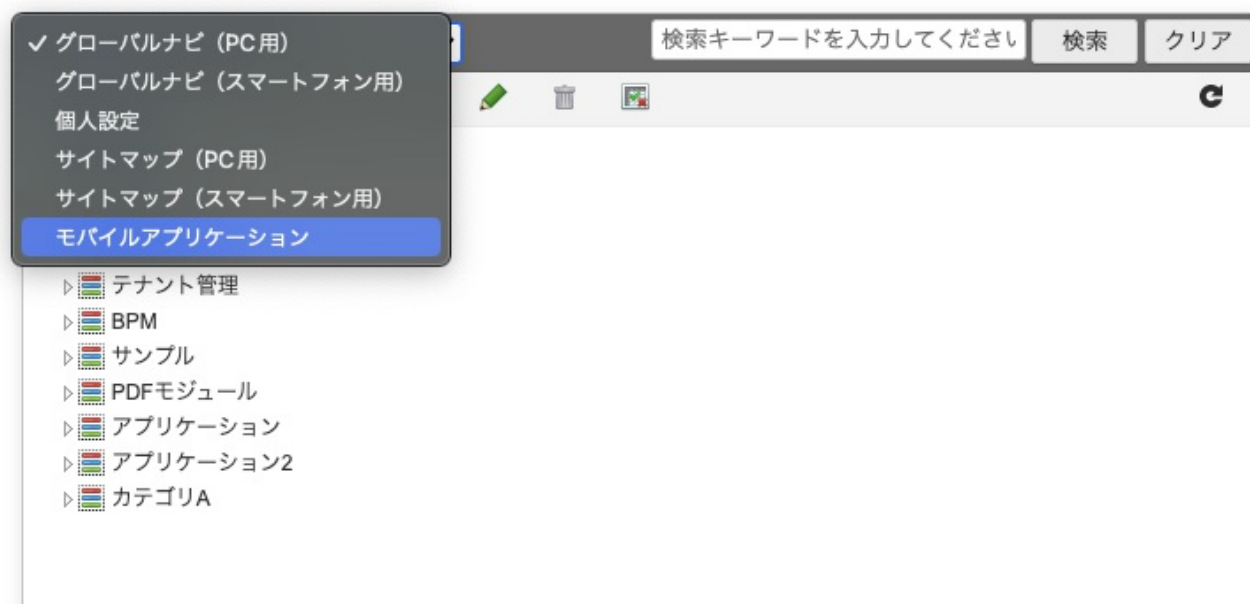 グローバルナビ（PC用）
検索キーワードを入力してください
検索
クリア
グローバルナビ（スマートフォン用）
個人設定
サイトマップ（PC用）
サイトマップ（スマートフォン用）
モバイルアプリケーション
テナント管理
BPM
サンプル
PDFモジュール
アプリケーション
アプリケーション2
カテゴリA